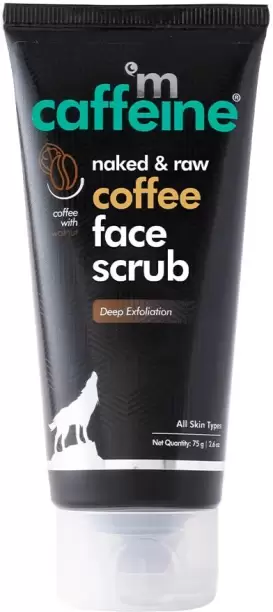 'm
caffeine®
naked & raw
coffee
coffee with
walnut
face
scrub
Deep Exfoliation
All Skin Types
Net Quantity: 75 g | 2.6 oz